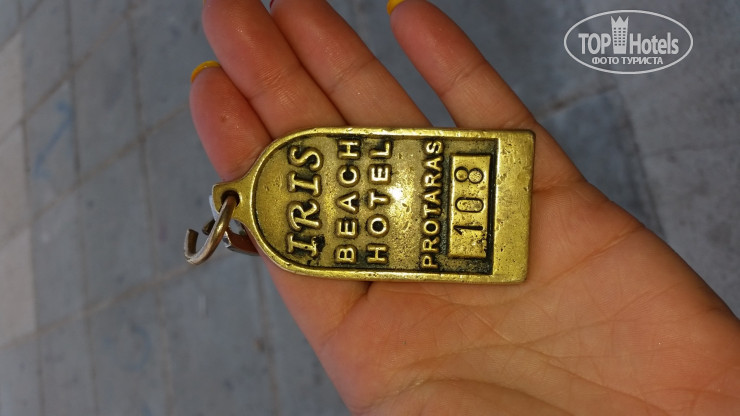 IRIS
BEACH
HOTEL
PROTARAS
108
TOP Hotels
ФОТО ТУРИСТА